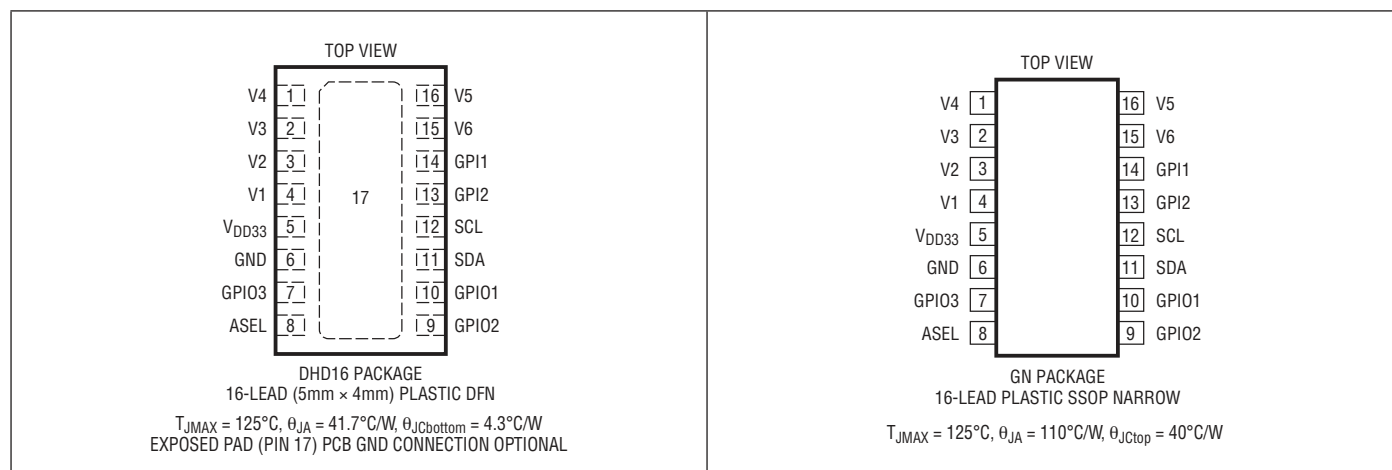 TOP VIEW
V4 1 16 V5
V3 2 15 V6
V2 3 14 GPI1
V1 4 17 13 GPI2
VDD33 5 12 SCL
GND 6 11 SDA
GPIO3 7 10 GPIO1
ASEL 8 9 GPIO2
DHD16 PACKAGE
16-LEAD (5mm × 4mm) PLASTIC DFN
TJMAX = 125°C, θJA = 41.7°C/W, θJCbottom = 4.3°C/W
EXPOSED PAD (PIN 17) PCB GND CONNECTION OPTIONAL
TOP VIEW
V4 1 16 V5
V3 2 15 V6
V2 3 14 GPI1
V1 4 13 GPI2
VDD33 5 12 SCL
GND 6 11 SDA
GPIO3 7 10 GPIO1
ASEL 8 9 GPIO2
GN PACKAGE
16-LEAD PLASTIC SSOP NARROW
TJMAX = 125°C, θJA = 110°C/W, θJCtop = 40°C/W